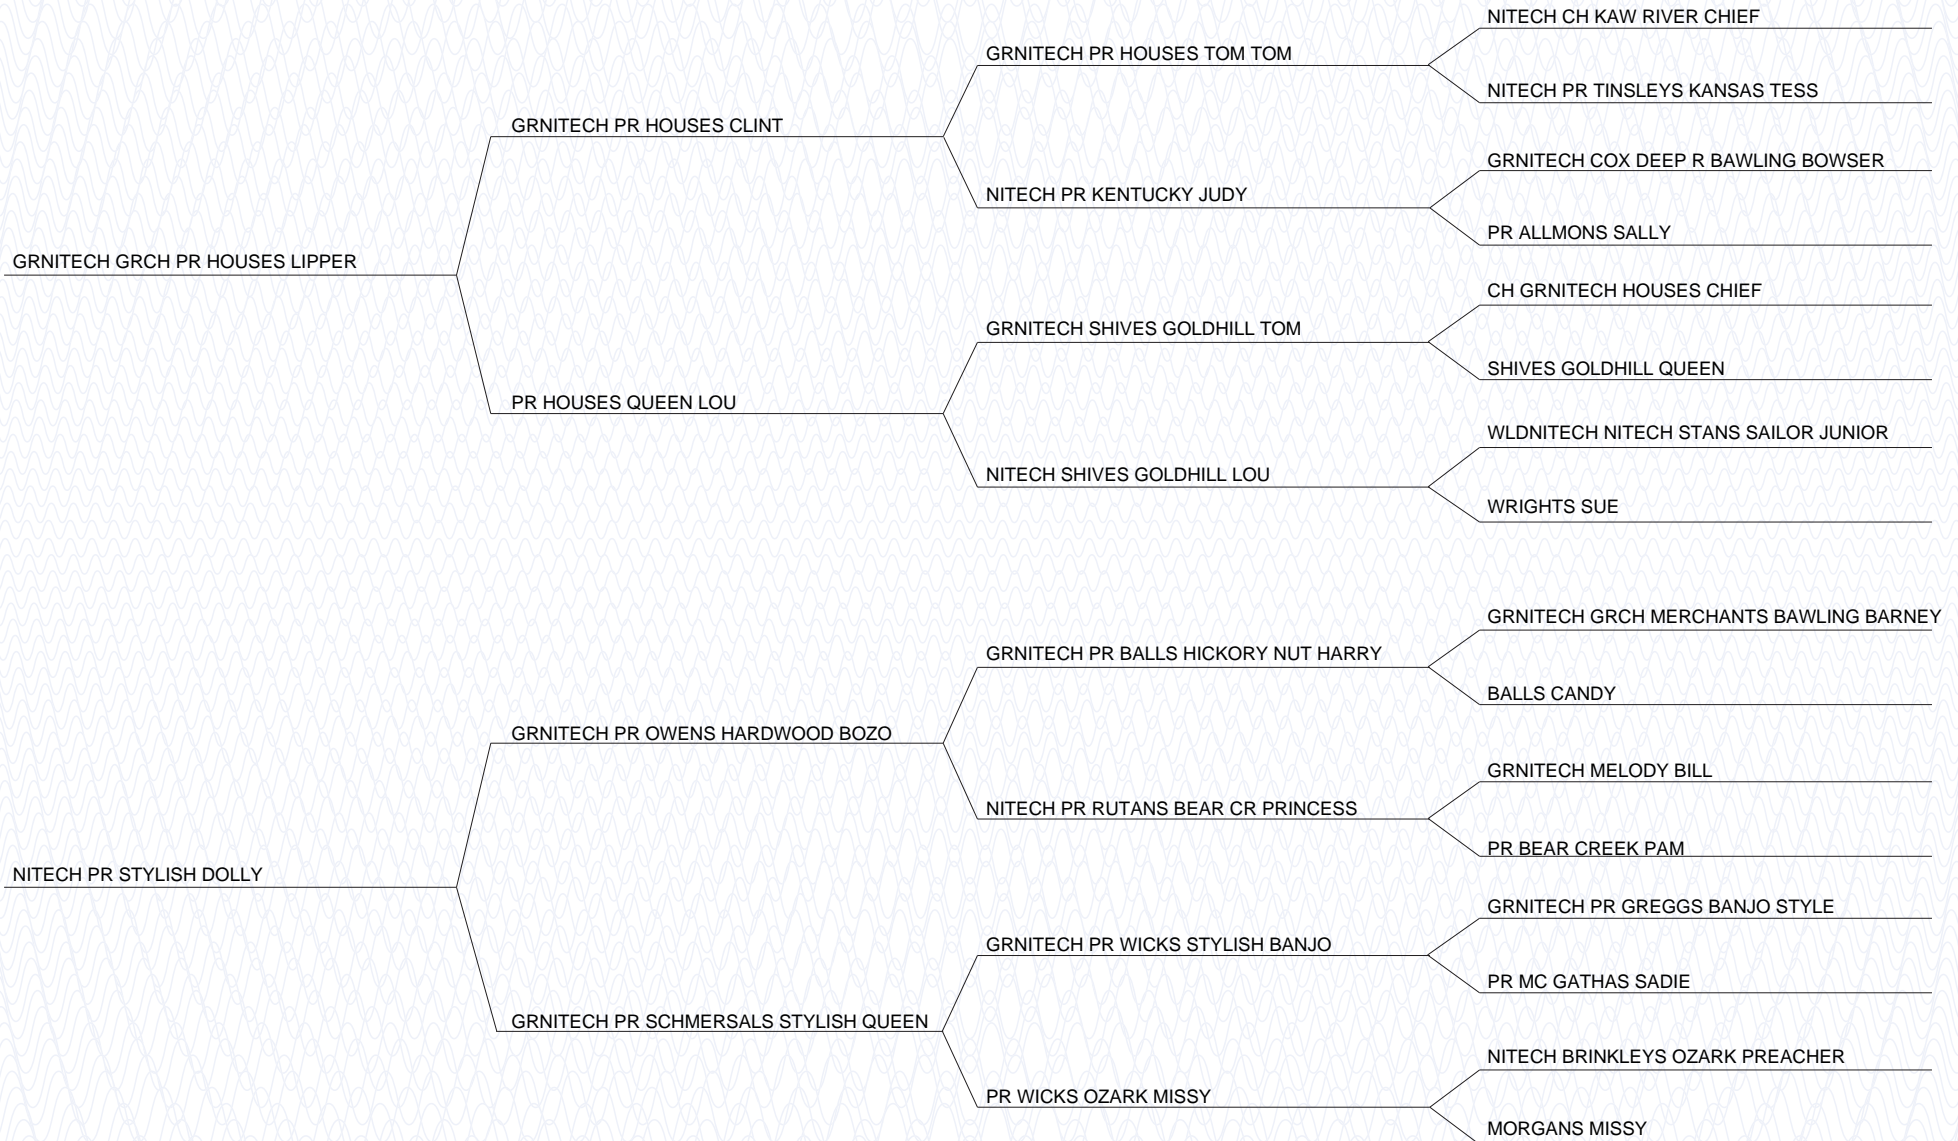 NITECH CH KAW RIVER CHIEF
GRNITECH PR HOUSES TOM TOM
NITECH PR TINSLEYS KANSAS TESS
GRNITECH PR HOUSES CLINT
GRNITECH COX DEEP R BAWLING BOWSER
NITECH PR KENTUCKY JUDY
PR ALLMONS SALLY
GRNITECH GRCH PR HOUSES LIPPER
CH GRNITECH HOUSES CHIEF
GRNITECH SHIVES GOLDHILL TOM
SHIVES GOLDHILL QUEEN
PR HOUSES QUEEN LOU
WLDNITECH NITECH STANS SAILOR JUNIOR
NITECH SHIVES GOLDHILL LOU
WRIGHTS SUE
GRNITECH GRCH MERCHANTS BAWLING BARNEY
GRNITECH PR BALLS HICKORY NUT HARRY
BALLS CANDY
GRNITECH PR OWENS HARDWOOD BOZO
GRNITECH MELODY BILL
NITECH PR RUTANS BEAR CR PRINCESS
PR BEAR CREEK PAM
NITECH PR STYLISH DOLLY
GRNITECH PR GREGGS BANJO STYLE
GRNITECH PR WICKS STYLISH BANJO
PR MC GATHAS SADIE
GRNITECH PR SCHMERSALS STYLISH QUEEN
NITECH BRINKLEYS OZARK PREACHER
PR WICKS OZARK MISSY
MORGANS MISSY